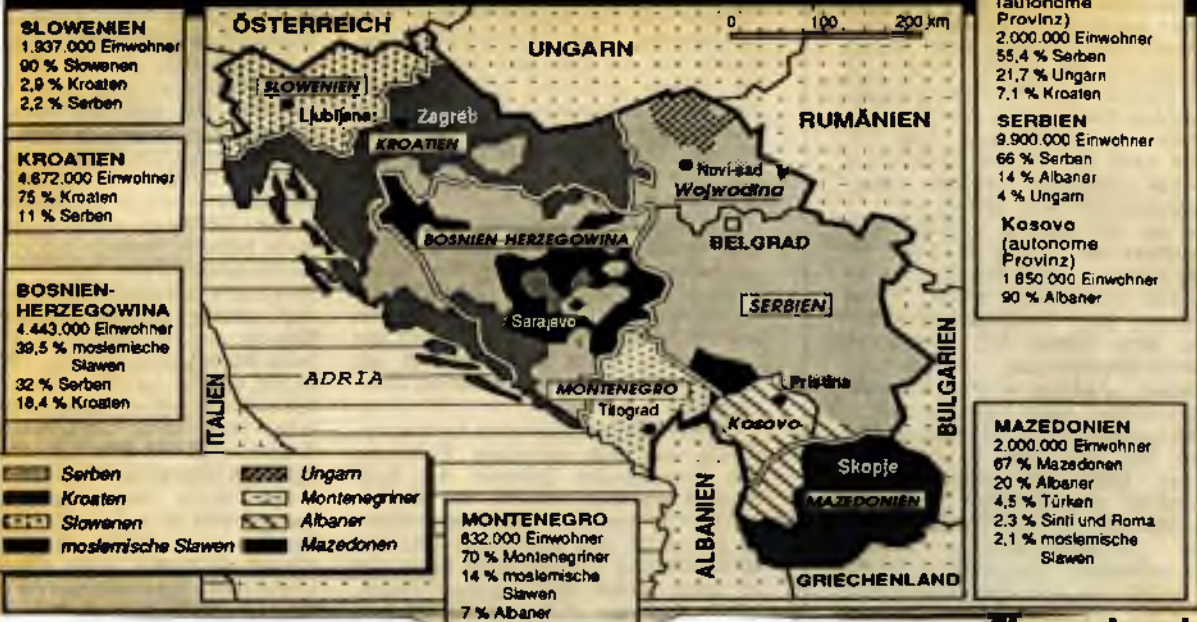 SLOWENIEN
1.937.000 Einwohner
90 % Slowenen
2,9 % Kroaten
2,2 % Serben
KROATIEN
4.672.000 Einwohner
75 % Kroaten
11 % Serben
BOSNIEN-
HERZEGOWINA
4.443.000 Einwohner
39,5 % moslemische
Slawen
32 % Serben
18,4 % Kroaten
ÖSTERREICH
UNGARN
0 100 200 km
RUMÄNIEN
SLOWENIEN
Ljubljana
Zagreb
KROATIEN
Novi-sad
Wojwodina
BOSNIEN HERZEGOWINA
BELGRAD
SERBIEN
Sarajevo
ADRIA
ITALIEN
MONTENEGRO
Titograd
Pristina
Kosovo
BULGARIEN
Skopje
MAZEDONIEN
ALBANIEN
GRIECHENLAND
Serben
Kroaten
Slowenen
moslemische Slawen
Ungarn
Montenegriner
Albaner
Mazedonen
MONTENEGRO
632.000 Einwohner
70 % Montenegriner
14 % moslemische
Slawen
7 % Albaner
(autonome
Provinz)
2.000.000 Einwohner
55,4 % Serben
21,7 % Ungarn
7,1 % Kroaten
SERBIEN
9.900.000 Einwohner
66 % Serben
14 % Albaner
4 % Ungarn
Kosovo
(autonome
Provinz)
1 850 000 Einwohner
90 % Albaner
MAZEDONIEN
2.000.000 Einwohner
67 % Mazedonen
20 % Albaner
4,5 % Türken
2,3 % Sinti und Roma
2,1 % moslemische
Slawen